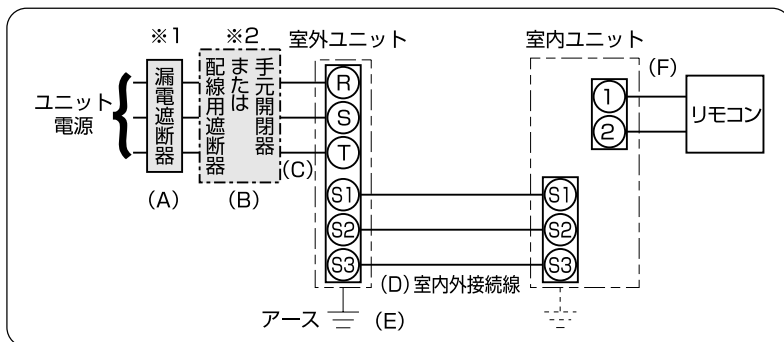 ※1
※2
室外ユニット
室内ユニット
ユニット
電源
漏電遮断器
手元開閉器
または
配線用遮断器
(A)
(B)
(C)
R
S
T
S1
S2
S3
(D) 室内外接続線
アース
(E)
1
2
(F)
リモコン
S1
S2
S3